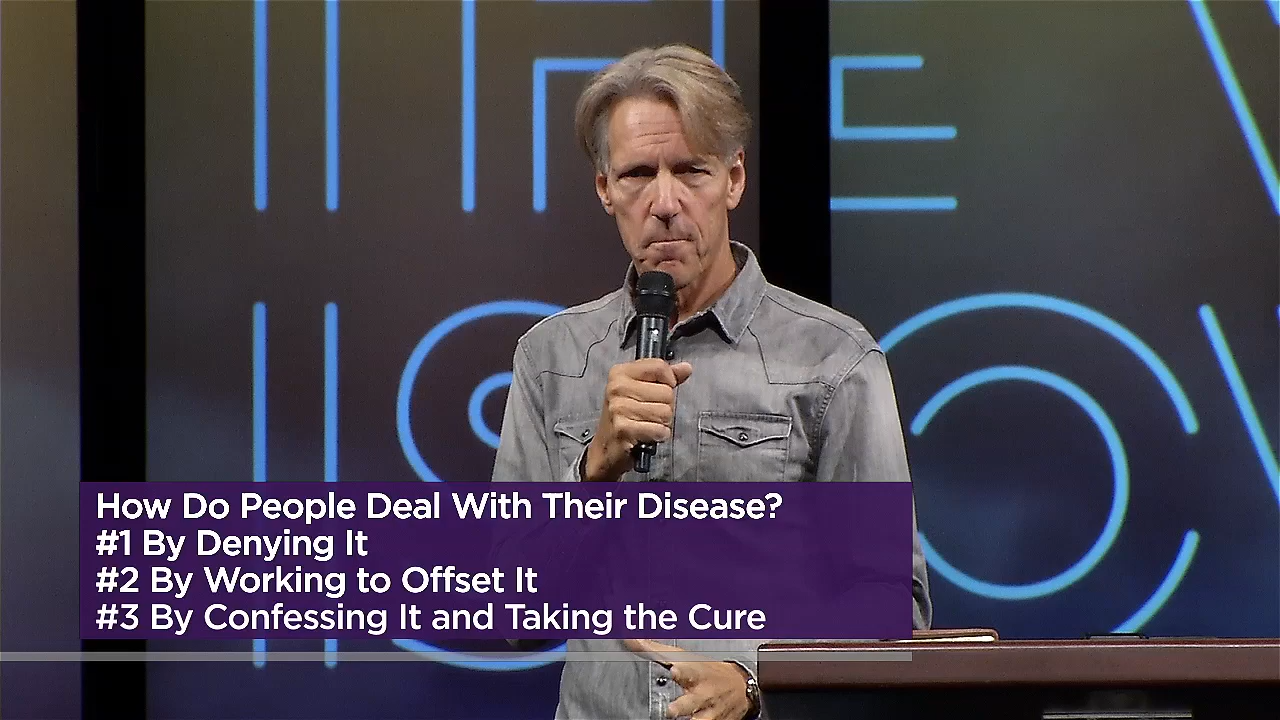 How Do People Deal With Their Disease?
#1 By Denying It
#2 By Working to Offset It
#3 By Confessing It and Taking the Cure